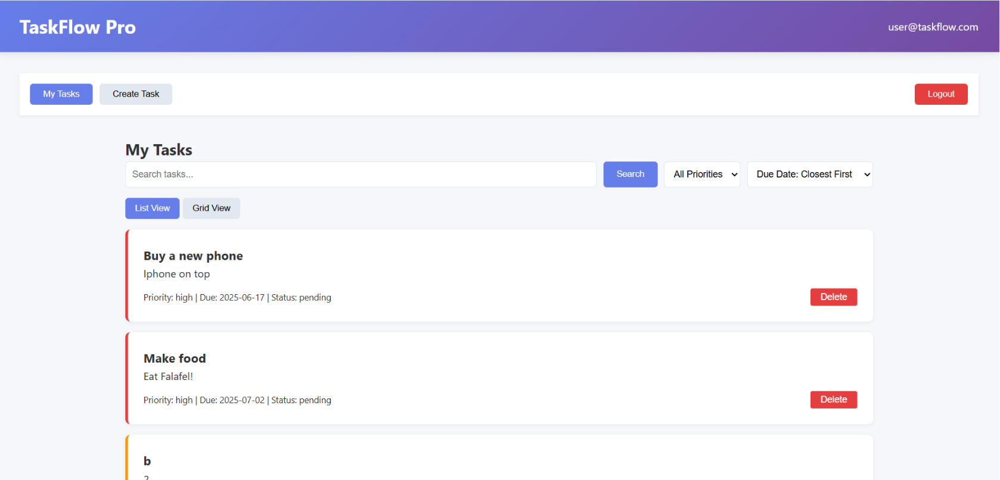 TaskFlow Pro
user@taskflow.com
My Tasks
Create Task
Logout
My Tasks
Search tasks...
Search
All Priorities
Due Date: Closest First
List View
Grid View
Buy a new phone
Iphone on top
Priority: high | Due: 2025-06-17 | Status: pending
Delete
Make food
Eat Falafel!
Priority: high | Due: 2025-07-02 | Status: pending
Delete
b
2